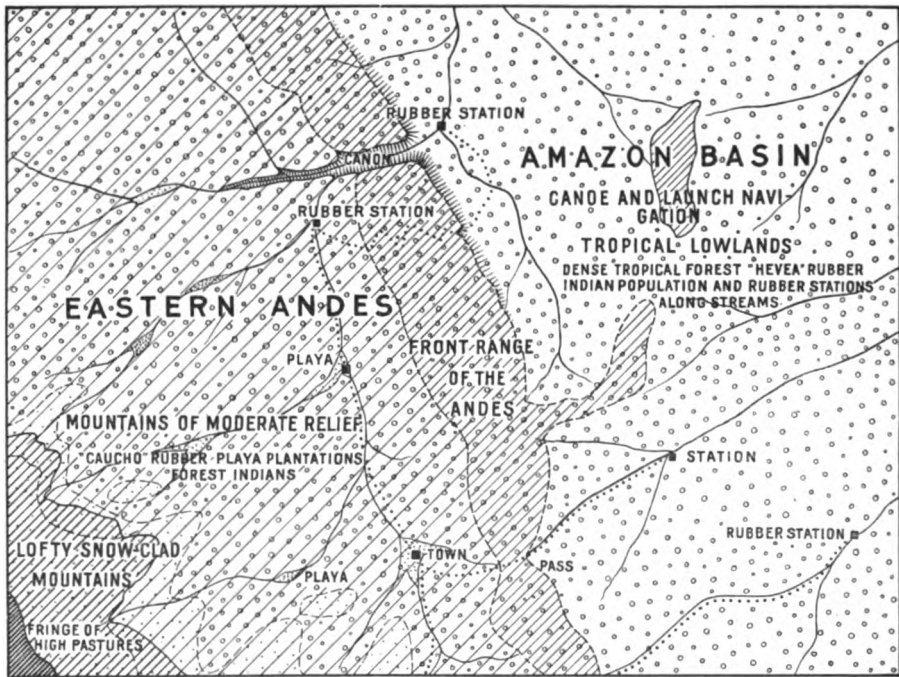 RUBBER STATION
CAÑON
AMAZON BASIN
CANOE AND LAUNCH NAVI-
GATION
RUBBER STATION
TROPICAL LOWLANDS
DENSE TROPICAL FOREST "HEVEA" RUBBER
INDIAN POPULATION AND RUBBER STATIONS
ALONG STREAMS
EASTERN ANDES
FRONT RANGE
OF THE
ANDES
PLAYA
MOUNTAINS OF MODERATE RELIEF
"CAUCHO" RUBBER PLAYA PLANTATIONS
FOREST INDIANS
STATION
RUBBER STATION
LOFTY SNOW-CLAD
MOUNTAINS
TOWN
PASS
PLAYA
FRINGE OF
HIGH PASTURES